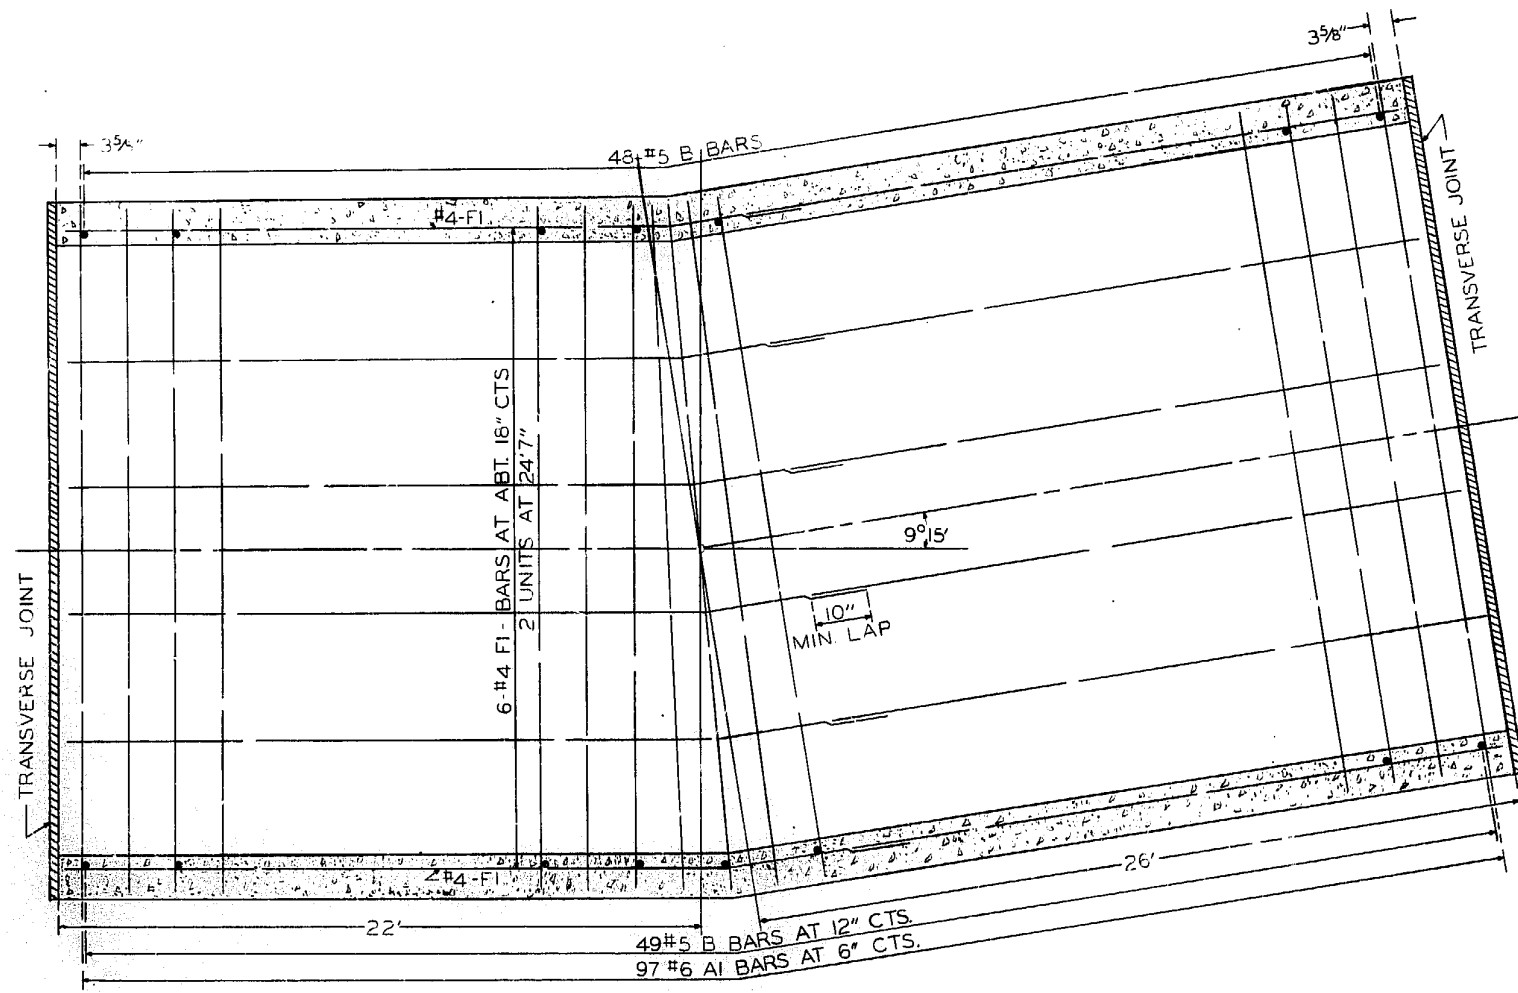 3⅝"
3⅝"
48-#5 B BARS
TRANSVERSE JOINT
#4-F1
6-#4 F1-BARS AT ABT. 18" CTS
2 UNITS AT 24'7"
9°15'
10"
MIN. LAP
TRANSVERSE JOINT
#4-F1
22'
26'
49#5 B BARS AT 12" CTS.
97 #6 A1 BARS AT 6" CTS.